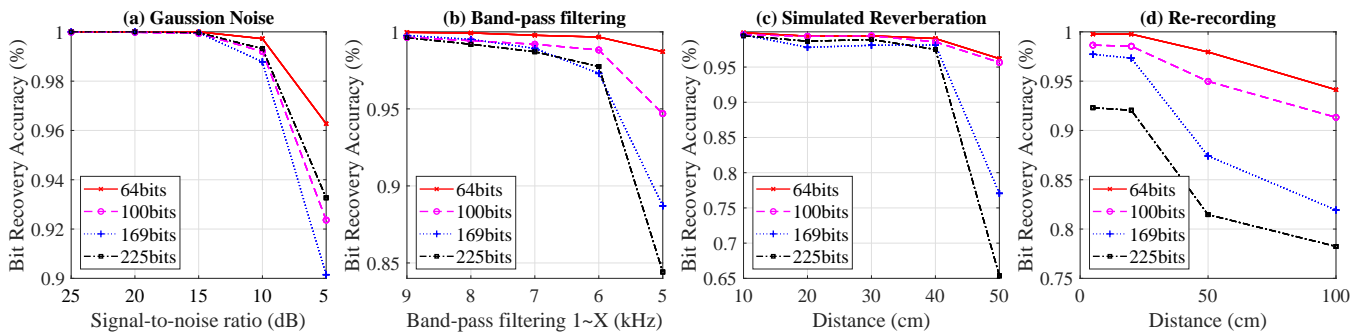 (a) Gaussion Noise
Bit Recovery Accuracy (%)
1
0.98
0.96
0.94
0.92
0.9
64bits
100bits
169bits
225bits
25 20 15 10 5
Signal-to-noise ratio (dB)
(b) Band-pass filtering
Bit Recovery Accuracy (%)
1
0.95
0.9
0.85
64bits
100bits
169bits
225bits
9 8 7 6 5
Band-pass filtering 1~X (kHz)
(c) Simulated Reverberation
Bit Recovery Accuracy (%)
0.95
0.9
0.85
0.8
0.75
0.7
0.65
64bits
100bits
169bits
225bits
10 20 30 40 50
Distance (cm)
(d) Re-recording
Bit Recovery Accuracy (%)
1
0.95
0.9
0.85
0.8
0.75
64bits
100bits
169bits
225bits
0 50 100
Distance (cm)